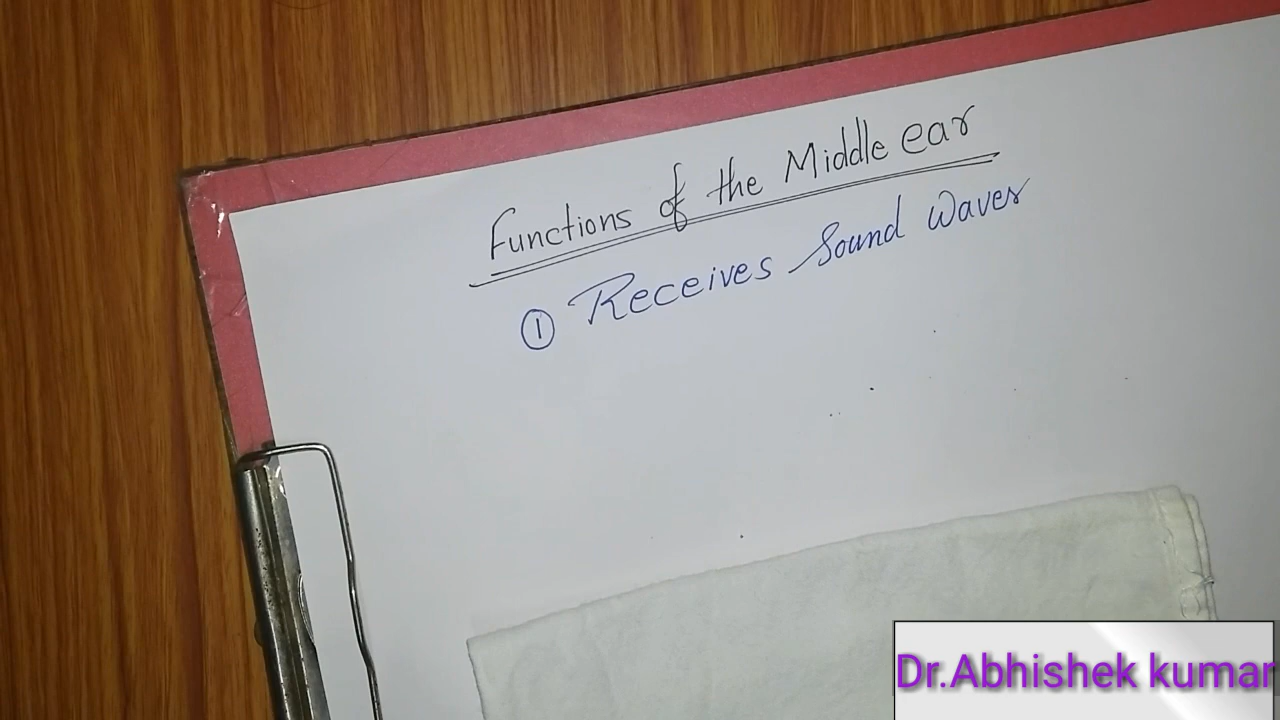 Functions of the Middle ear
① Receives Sound Waves
Dr.Abhishek kumar